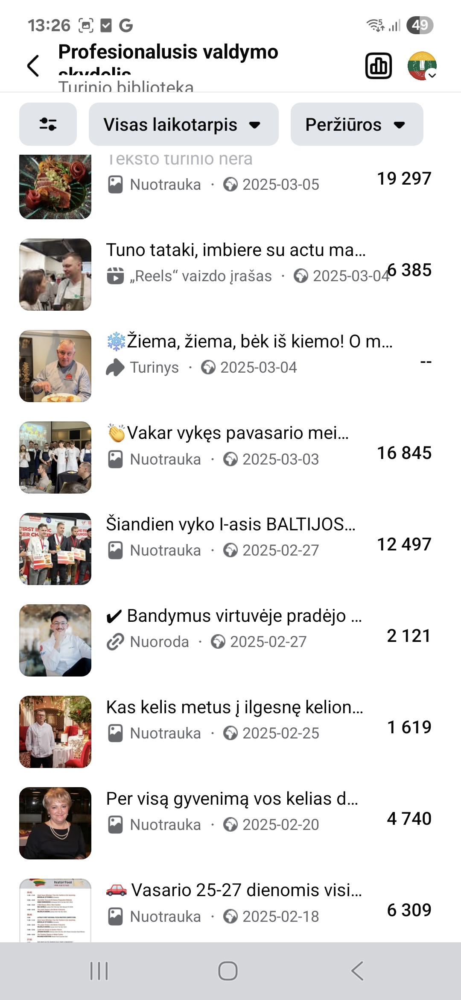 13:26
49
Profesionalusis valdymo
skydelis
Turinio biblioteka
Visas laikotarpis
Peržiūros
Teksto turinio nėra
Nuotrauka · 2025-03-05
19 297
Tuno tataki, imbiere su actu ma...
„Reels“ vaizdo įrašas · 2025-03-04
6 385
❄️Žiema, žiema, bėk iš kiemo! O m...
Turinys · 2025-03-04
--
👏Vakar vykęs pavasario mei...
Nuotrauka · 2025-03-03
16 845
Šiandien vyko I-asis BALTIJOS...
Nuotrauka · 2025-02-27
12 497
✔️ Bandymus virtuvėje pradėjo ...
Nuoroda · 2025-02-27
2 121
Kas kelis metus į ilgesnę kelion...
Nuotrauka · 2025-02-25
1 619
Per visą gyvenimą vos kelias d...
Nuotrauka · 2025-02-20
4 740
Reaton'Food
🚗 Vasario 25-27 dienomis visi...
Nuotrauka · 2025-02-18
6 309